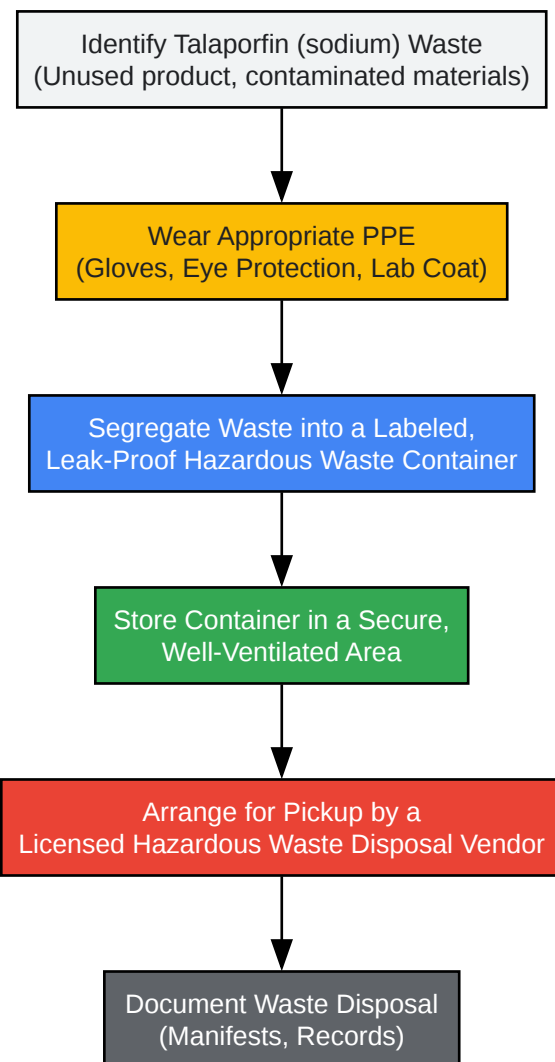 Identify Talaporfin (sodium) Waste
(Unused product, contaminated materials)
Wear Appropriate PPE
(Gloves, Eye Protection, Lab Coat)
Segregate Waste into a Labeled,
Leak-Proof Hazardous Waste Container
Store Container in a Secure,
Well-Ventilated Area
Arrange for Pickup by a
Licensed Hazardous Waste Disposal Vendor
Document Waste Disposal
(Manifests, Records)